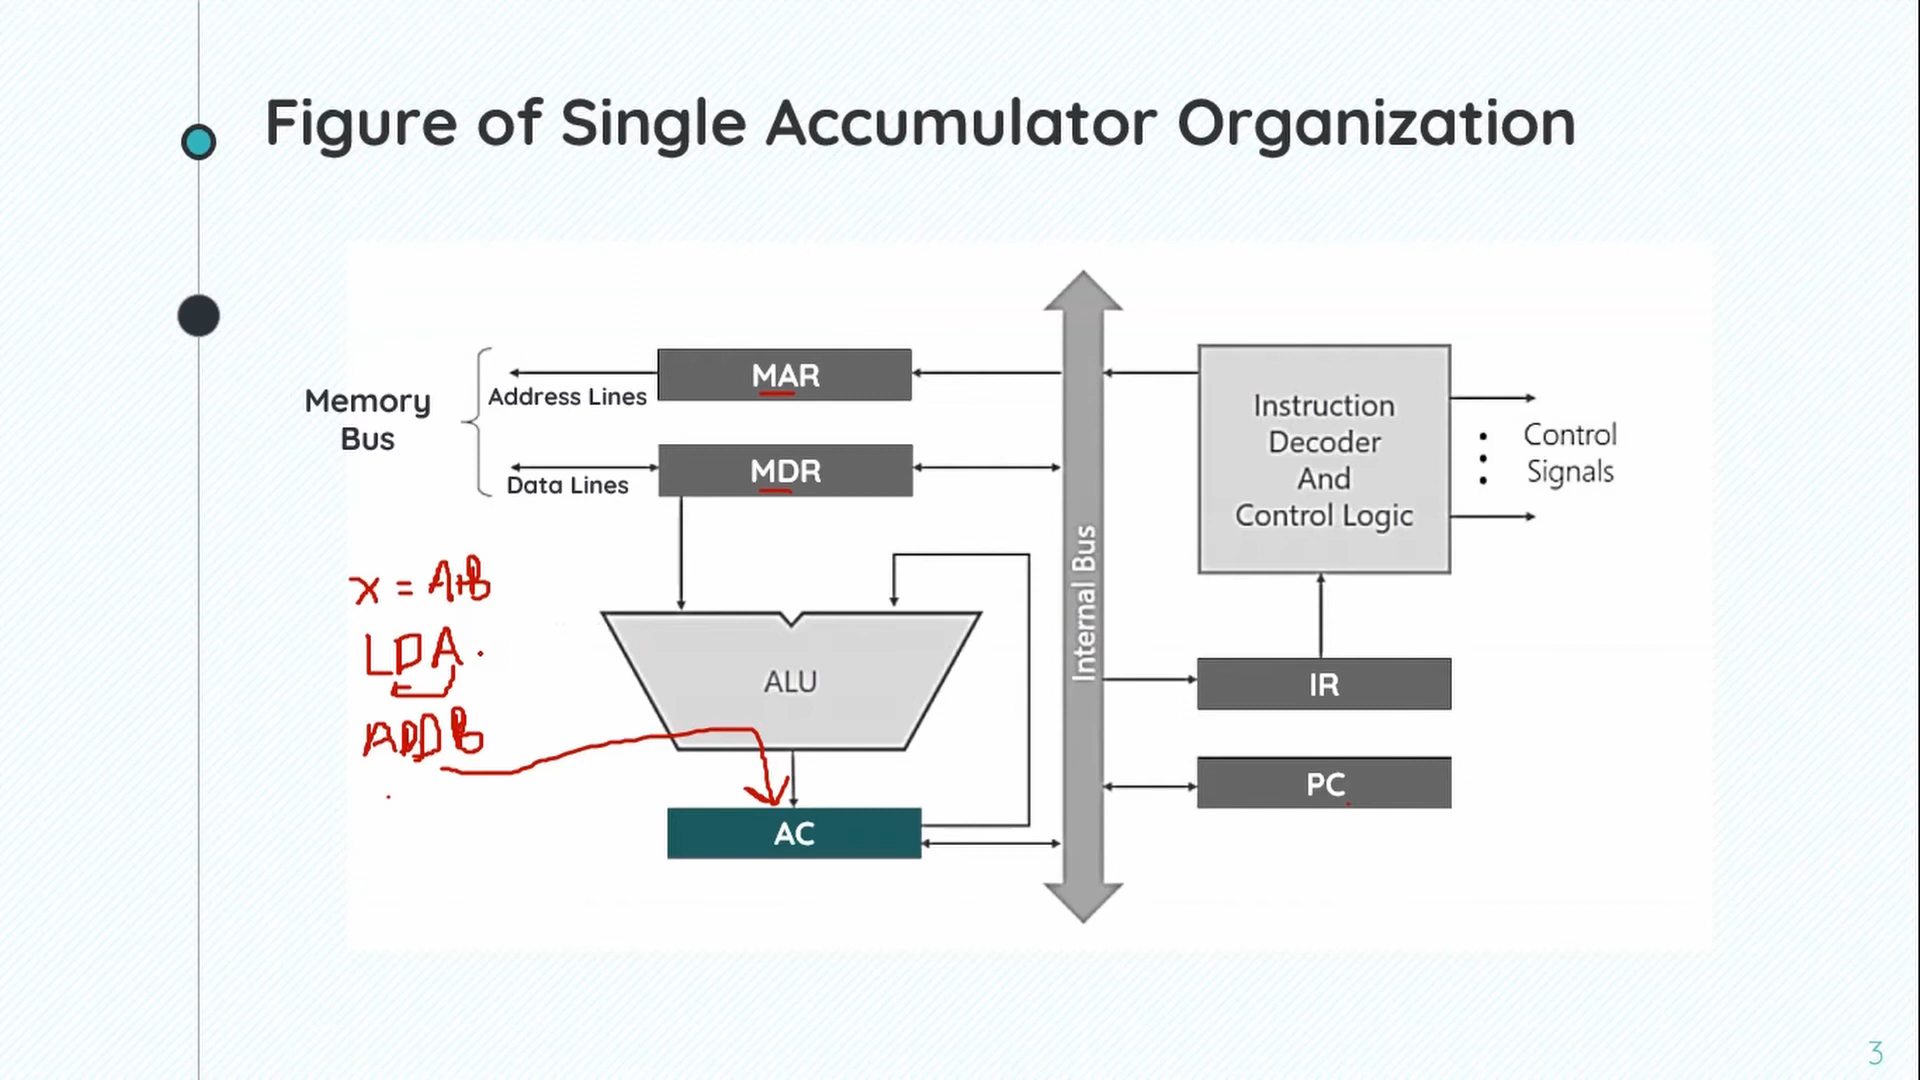 Figure of Single Accumulator Organization
Memory
Bus
Address Lines
Data Lines
MAR
MDR
x = A+B
LDA
ADDB
ALU
AC
Internal Bus
Instruction
Decoder
And
Control Logic
Control
Signals
IR
PC
3